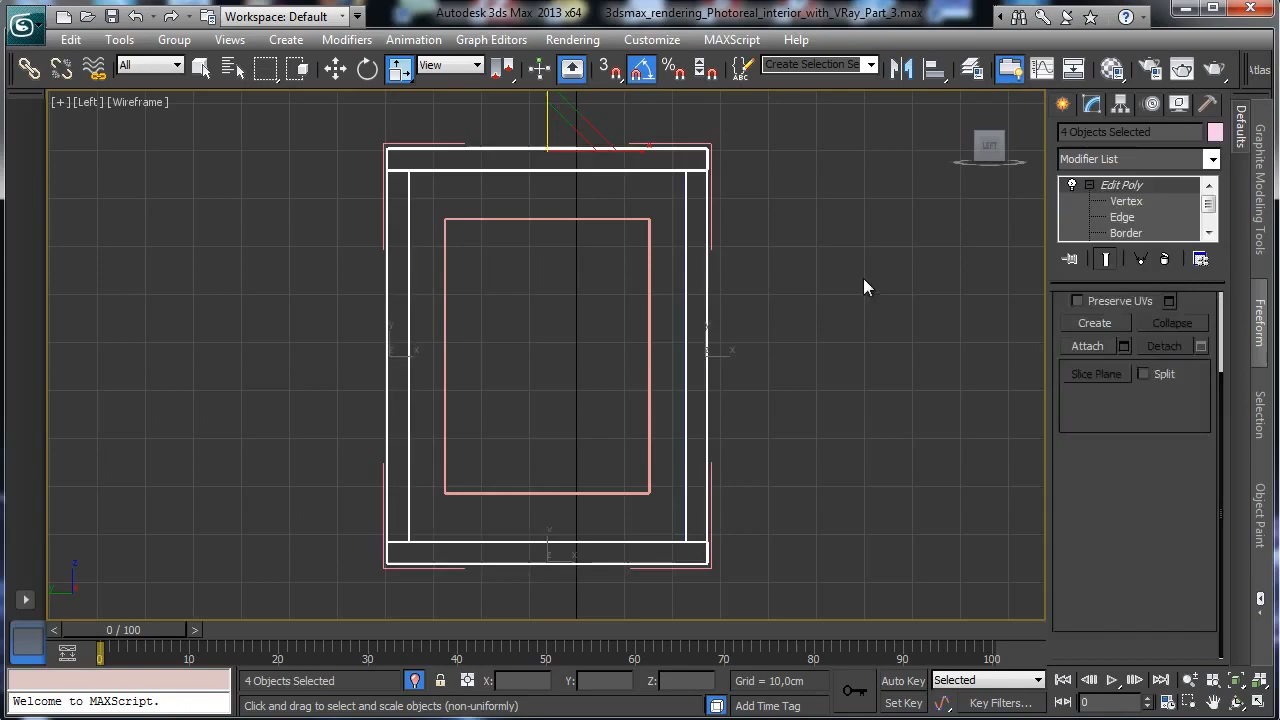 Workspace: Default
Autodesk 3ds Max 2013 x64
3dsmax_rendering_Photoreal_interior_with_VRay_Part_3.max
Edit
Tools
Group
Views
Create
Modifiers
Animation
Graph Editors
Rendering
Customize
MAXScript
Help
All
View
3
Create Selection Se
Atlas
[+] [Left] [Wireframe]
LEFT
4 Objects Selected
Modifier List
Edit Poly
Vertex
Edge
Border
Preserve UVs
Create
Collapse
Attach
Detach
Slice Plane
Split
Defaults
Graphite Modeling Tools
Freeform
Selection
Object Paint
y
x
y
x
z
x
z
y
0 / 100
0
10
20
30
40
50
60
70
80
90
100
4 Objects Selected
X:
Y:
Z:
Grid = 10,0cm
Auto Key
Selected
Welcome to MAXScript.
Click and drag to select and scale objects (non-uniformly)
Add Time Tag
Set Key
Key Filters...
0